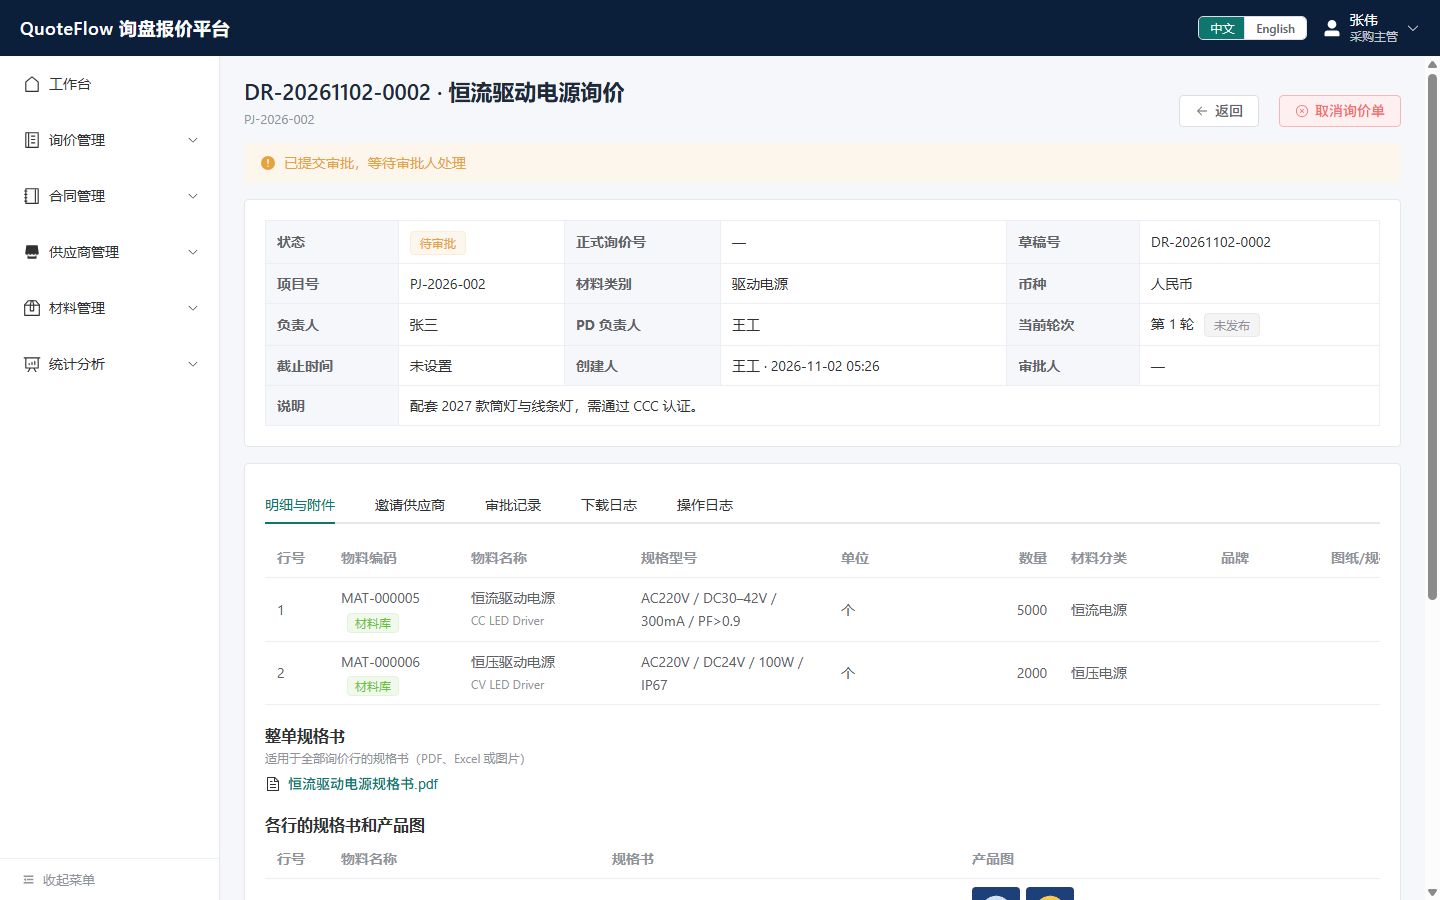 QuoteFlow 询盘报价平台
中文 English
张伟
采购主管
工作台
询价管理
合同管理
供应商管理
材料管理
统计分析
收起菜单
DR-20261102-0002 · 恒流驱动电源询价
PJ-2026-002
返回
取消询价单
已提交审批，等待审批人处理
状态 待审批 正式询价号 — 草稿号 DR-20261102-0002
项目号 PJ-2026-002 材料类别 驱动电源 币种 人民币
负责人 张三 PD 负责人 王工 当前轮次 第 1 轮 未发布
截止时间 未设置 创建人 王工 · 2026-11-02 05:26 审批人 —
说明 配套 2027 款筒灯与线条灯，需通过 CCC 认证。
明细与附件 邀请供应商 审批记录 下载日志 操作日志
行号 物料编码 物料名称 规格型号 单位 数量 材料分类 品牌 图纸/规
1 MAT-000005 材料库 恒流驱动电源 CC LED Driver AC220V / DC30–42V / 300mA / PF>0.9 个 5000 恒流电源
2 MAT-000006 材料库 恒压驱动电源 CV LED Driver AC220V / DC24V / 100W / IP67 个 2000 恒压电源
整单规格书
适用于全部询价行的规格书（PDF、Excel 或图片）
恒流驱动电源规格书.pdf
各行的规格书和产品图
行号 物料名称 规格书 产品图